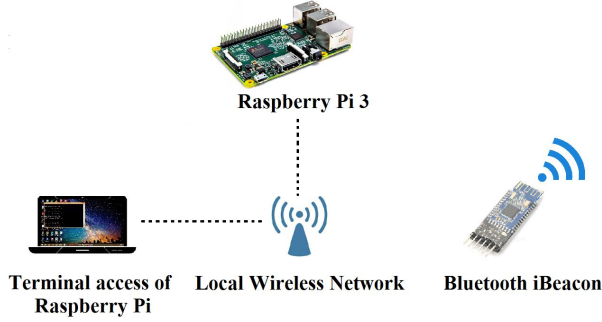 Raspberry Pi 3
Terminal access of
Raspberry Pi
Local Wireless Network
Bluetooth iBeacon